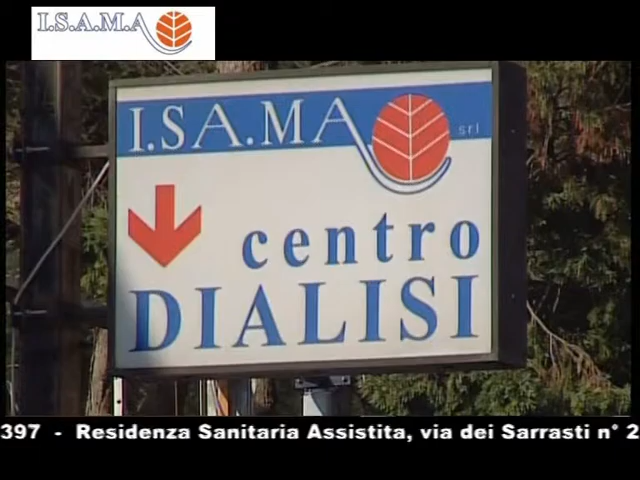 I.S.A.M.A
I.S.A.M.A srl
centro
DIALISI
397 - Residenza Sanitaria Assistita, via dei Sarrasti n° 2